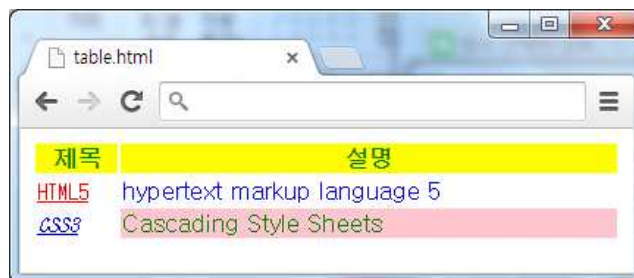 table.html
제목 설명
HTML5 hypertext markup language 5
CSS3 Cascading Style Sheets